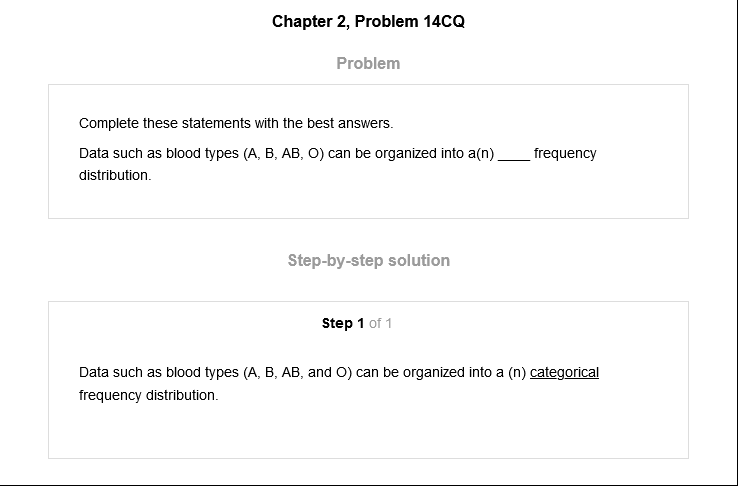 Chapter 2, Problem 14CQ
Problem
Complete these statements with the best answers.
Data such as blood types (A, B, AB, O) can be organized into a(n) ____ frequency
distribution.
Step-by-step solution
Step 1 of 1
Data such as blood types (A, B, AB, and O) can be organized into a (n) categorical
frequency distribution.